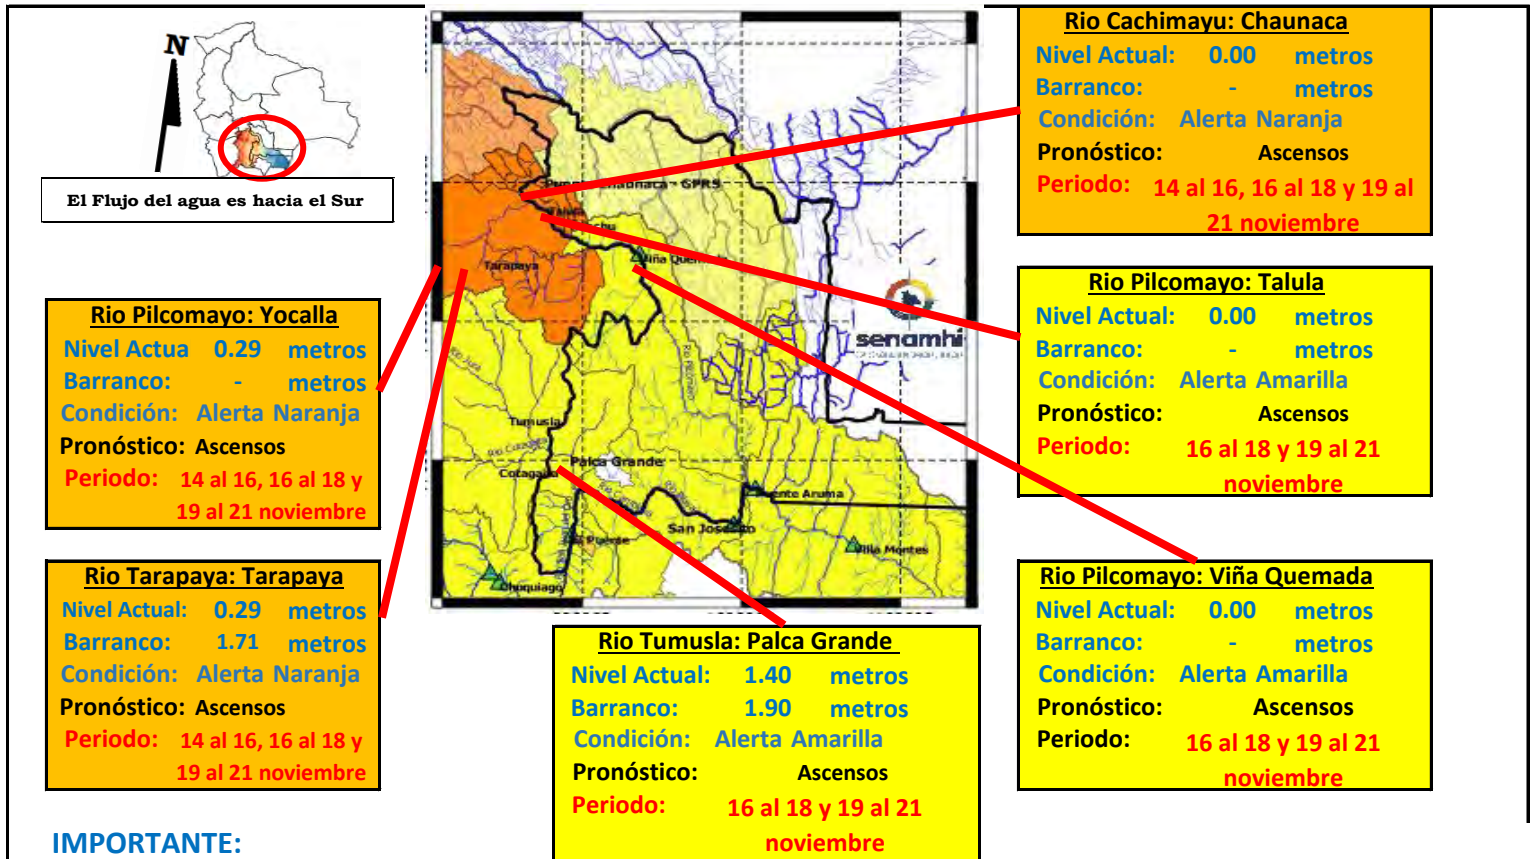 N
El Flujo del agua es hacia el Sur
Rio Pilcomayo: Yocalla
Nivel Actua 0.29 metros
Barranco: - metros
Condición: Alerta Naranja
Pronóstico: Ascensos
Periodo: 14 al 16, 16 al 18 y
19 al 21 noviembre
Rio Tarapaya: Tarapaya
Nivel Actual: 0.29 metros
Barranco: 1.71 metros
Condición: Alerta Naranja
Pronóstico: Ascensos
Periodo: 14 al 16, 16 al 18 y
19 al 21 noviembre
IMPORTANTE:
- GPRS
Tarapaya
Viña
senamhi
Rio Jura
Tumusla
Palca Grande
San
Puente
Aruma
Villa Montes
Rio Tumusla: Palca Grande
Nivel Actual: 1.40 metros
Barranco: 1.90 metros
Condición: Alerta Amarilla
Pronóstico: Ascensos
Periodo: 16 al 18 y 19 al 21
noviembre
Rio Cachimayu: Chaunaca
Nivel Actual: 0.00 metros
Barranco: - metros
Condición: Alerta Naranja
Pronóstico: Ascensos
Periodo: 14 al 16, 16 al 18 y 19 al
21 noviembre
Rio Pilcomayo: Talula
Nivel Actual: 0.00 metros
Barranco: - metros
Condición: Alerta Amarilla
Pronóstico: Ascensos
Periodo: 16 al 18 y 19 al 21
noviembre
Rio Pilcomayo: Viña Quemada
Nivel Actual: 0.00 metros
Barranco: - metros
Condición: Alerta Amarilla
Pronóstico: Ascensos
Periodo: 16 al 18 y 19 al 21
noviembre